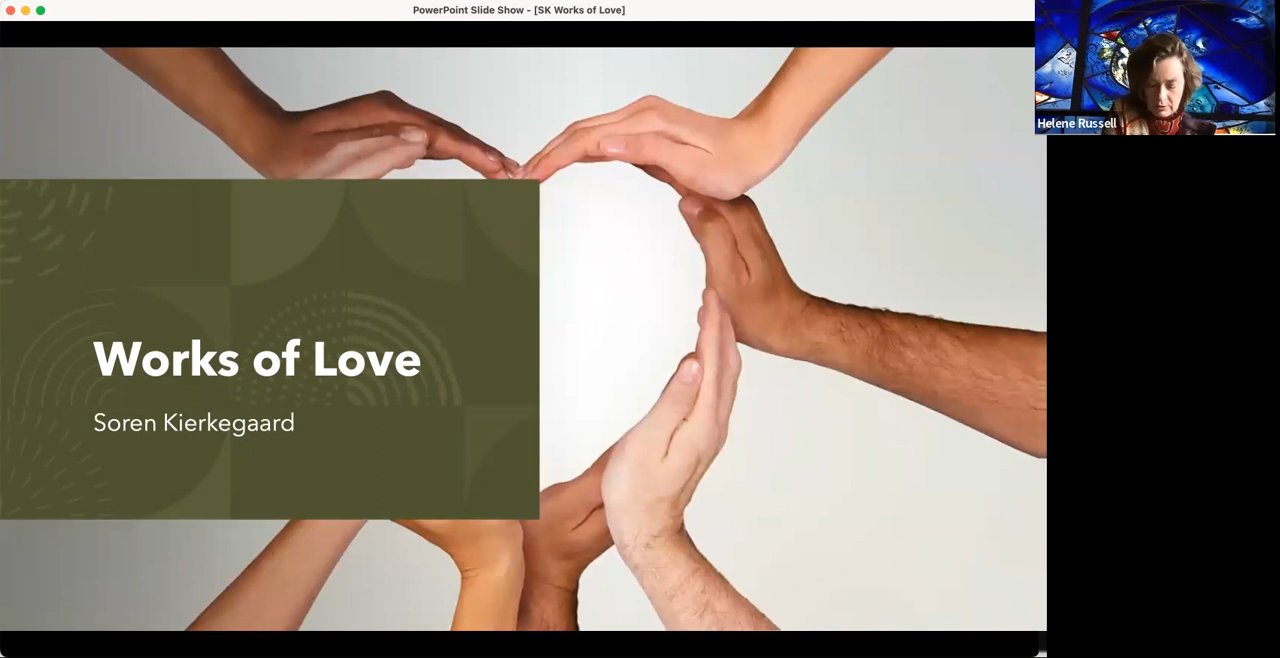 PowerPoint Slide Show - [SK Works of Love]
Helene Russell
Works of Love
Soren Kierkegaard